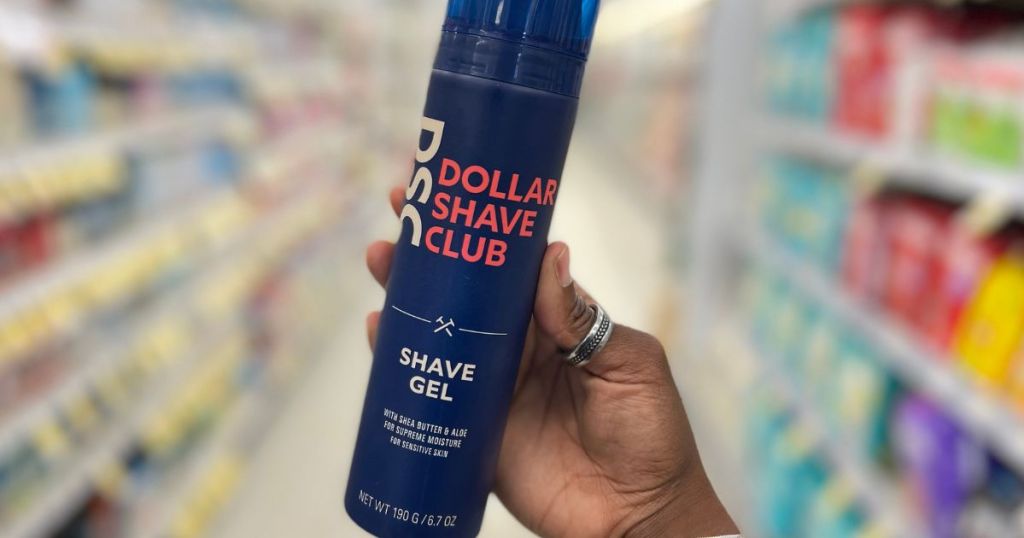 DSC
DOLLAR
SHAVE
CLUB
SHAVE
GEL
WITH SHEA BUTTER & ALOE
FOR SUPREME MOISTURE
FOR SENSITIVE SKIN
NET WT 190 G / 6.7 OZ